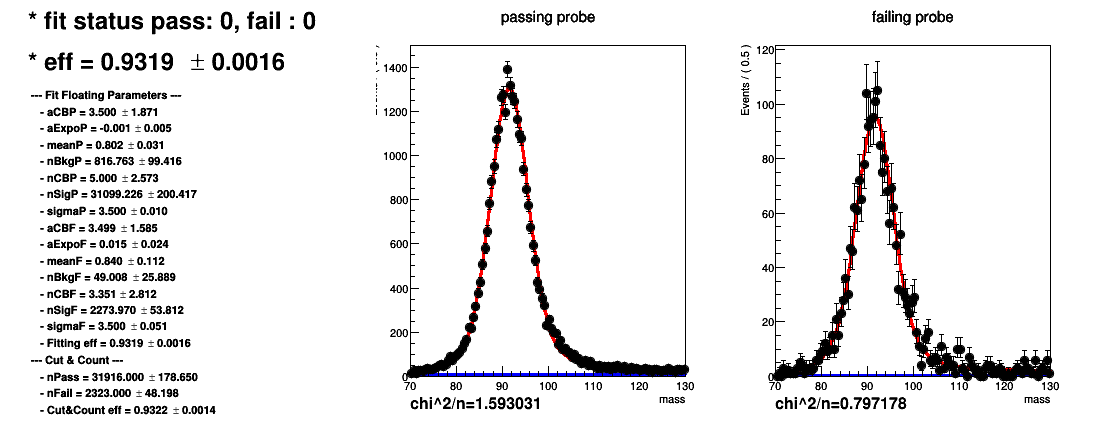 * fit status pass: 0, fail : 0
* eff = 0.9319 ± 0.0016
--- Fit Floating Parameters ---
- aCBP = 3.500 ± 1.871
- aExpoP = -0.001 ± 0.005
- meanP = 0.802 ± 0.031
- nBkgP = 816.763 ± 99.416
- nCBP = 5.000 ± 2.573
- nSigP = 31099.226 ± 200.417
- sigmaP = 3.500 ± 0.010
- aCBF = 3.499 ± 1.585
- aExpoF = 0.015 ± 0.024
- meanF = 0.840 ± 0.112
- nBkgF = 49.008 ± 25.889
- nCBF = 3.351 ± 2.812
- nSigF = 2273.970 ± 53.812
- sigmaF = 3.500 ± 0.051
- Fitting eff = 0.9319 ± 0.0016
--- Cut & Count ---
- nPass = 31916.000 ± 178.650
- nFail = 2323.000 ± 48.198
- Cut&Count eff = 0.9322 ± 0.0014
passing probe
1400
1200
1000
800
600
400
200
0
70 80 90 100 110 120 130
mass
chi^2/n=1.593031
failing probe
Events / ( 0.5 )
120
100
80
60
40
20
0
70 80 90 100 110 120 130
mass
chi^2/n=0.797178